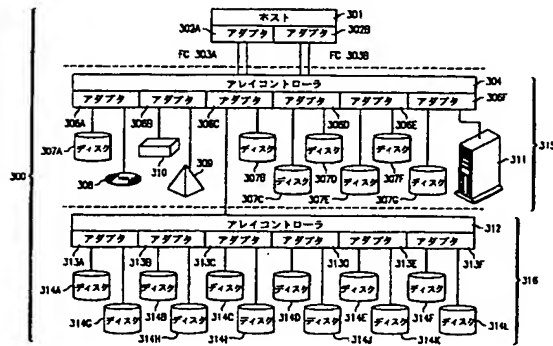 ホスト 301
302A アダプタ アダプタ 302B
FC 303A FC 303B
アレイコントローラ 304
アダプタ アダプタ アダプタ アダプタ アダプタ アダプタ 306F
306A 306B 306C 306D 306E
307A ディスク ディスク ディスク ディスク
308 310 309 307B 307D 307F 311 315
ディスク ディスク ディスク
307C 307E 307G
300
アレイコントローラ 312
アダプタ アダプタ アダプタ アダプタ アダプタ アダプタ
313A 313B 313C 313D 313E 313F
ディスク ディスク ディスク ディスク ディスク ディスク 316
314A 314B 314C 314D 314E 314F
ディスク ディスク ディスク ディスク ディスク ディスク
314G 314H 314I 314J 314K 314L